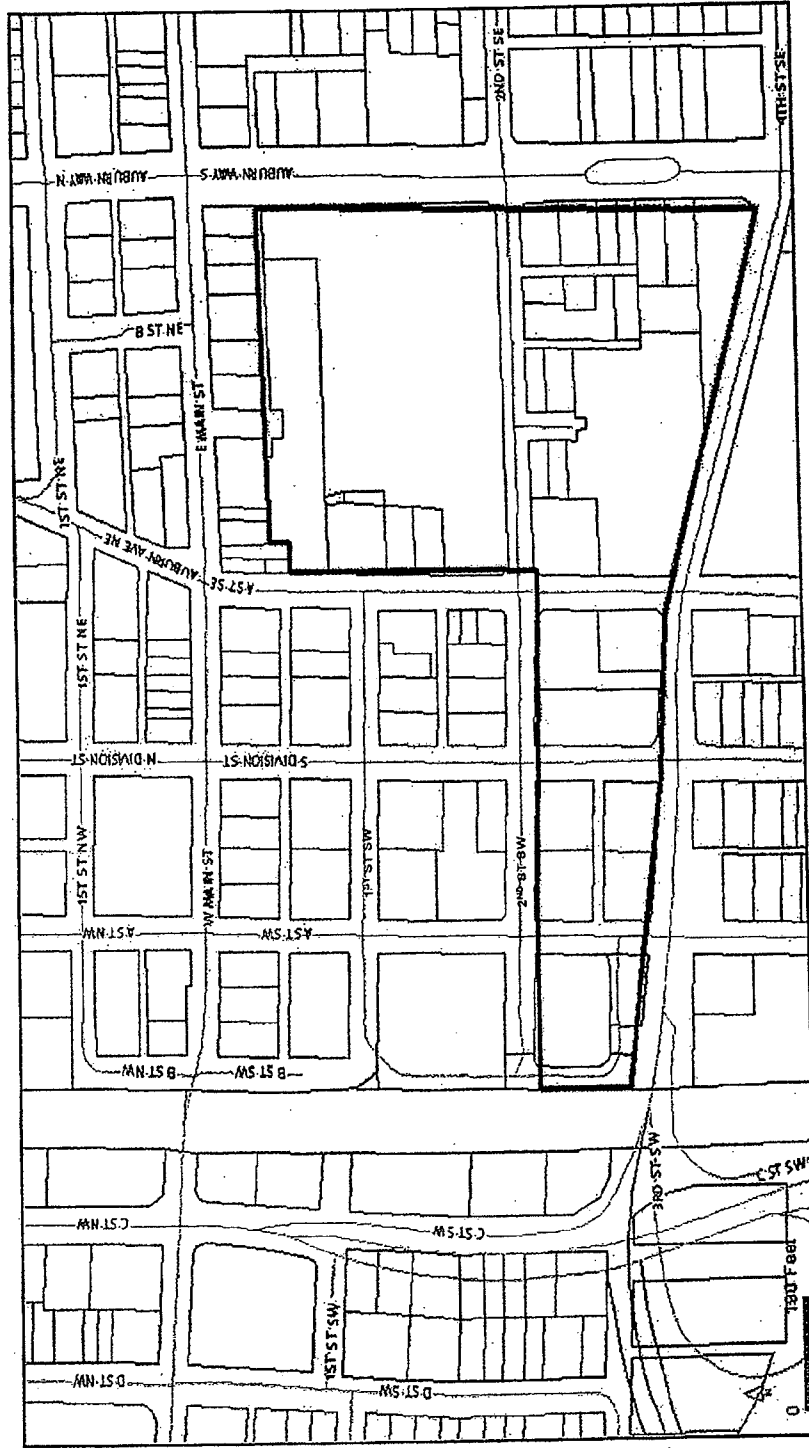 D ST NW
C ST NW
B ST NW
1ST ST NW
A ST NW
N DIVISION ST
1ST ST NE
AUBURN AVE NE
1ST ST NE
B ST NE
AUBURN WAY N
W MAIN ST
E MAIN ST
B ST SW
A ST SW
S DIVISION ST
A ST SE
AUBURN WAY S
AUBURN WAY S
1ST ST SW
1ST ST SW
D ST SW
C ST SW
2ND ST SW
2ND ST SE
3RD ST SW
4TH ST SE
N
0
180 Feet